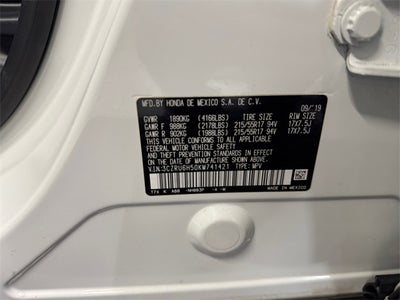 MFD.BY HONDA DE MEXICO S.A. DE C.V. 09/'19
GVWR 1890KG (4166LBS) TIRE SIZE RIM SIZE
GAWR F 988KG (2178LBS) 215/55R17 94V 17X7.5J
GAWR R 902KG (1988LBS) 215/55R17 94V 17X7.5J
THIS VEHICLE CONFORMS TO ALL APPLICABLE
FEDERAL MOTOR VEHICLE SAFETY, BUMPER,
AND THEFT PREVENTION STANDARDS IN EFFECT
ON THE DATE OF MANUFACTURE SHOWN ABOVE.
VIN:3CZRU6H50KM741421 TYPE: MPV
MADE IN MEXICO